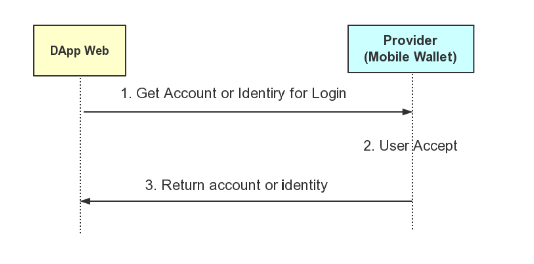 DApp Web
Provider
(Mobile Wallet)
1. Get Account or Identiry for Login
2. User Accept
3. Return account or identity